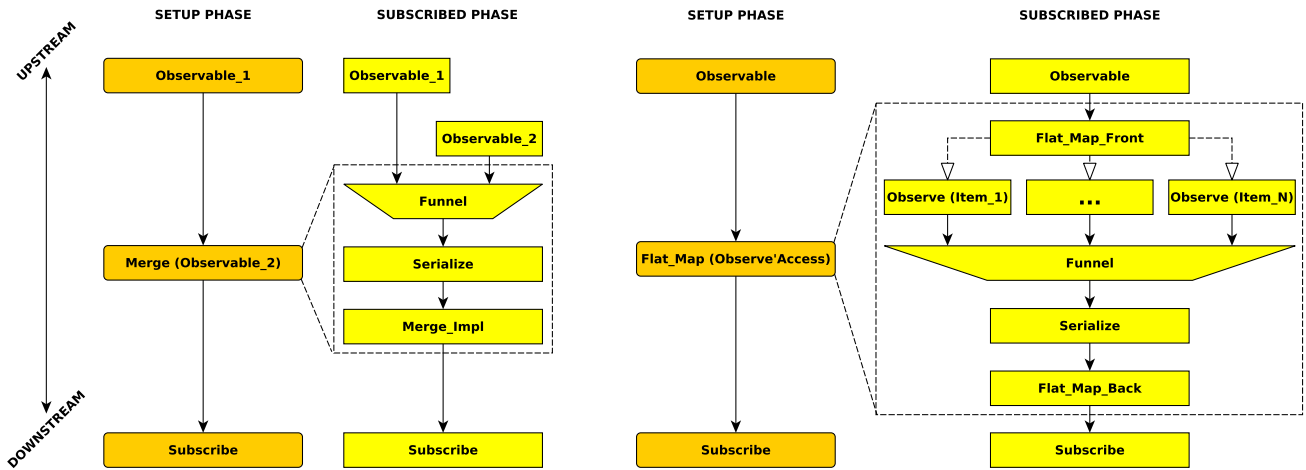 SETUP PHASE
SUBSCRIBED PHASE
SETUP PHASE
SUBSCRIBED PHASE
UPSTREAM
DOWNSTREAM
Observable_1
Merge (Observable_2)
Subscribe
Observable_1
Observable_2
Funnel
Serialize
Merge_Impl
Subscribe
Observable
Flat_Map (Observe'Access)
Subscribe
Observable
Flat_Map_Front
Observe (Item_1)
...
Observe (Item_N)
Funnel
Serialize
Flat_Map_Back
Subscribe